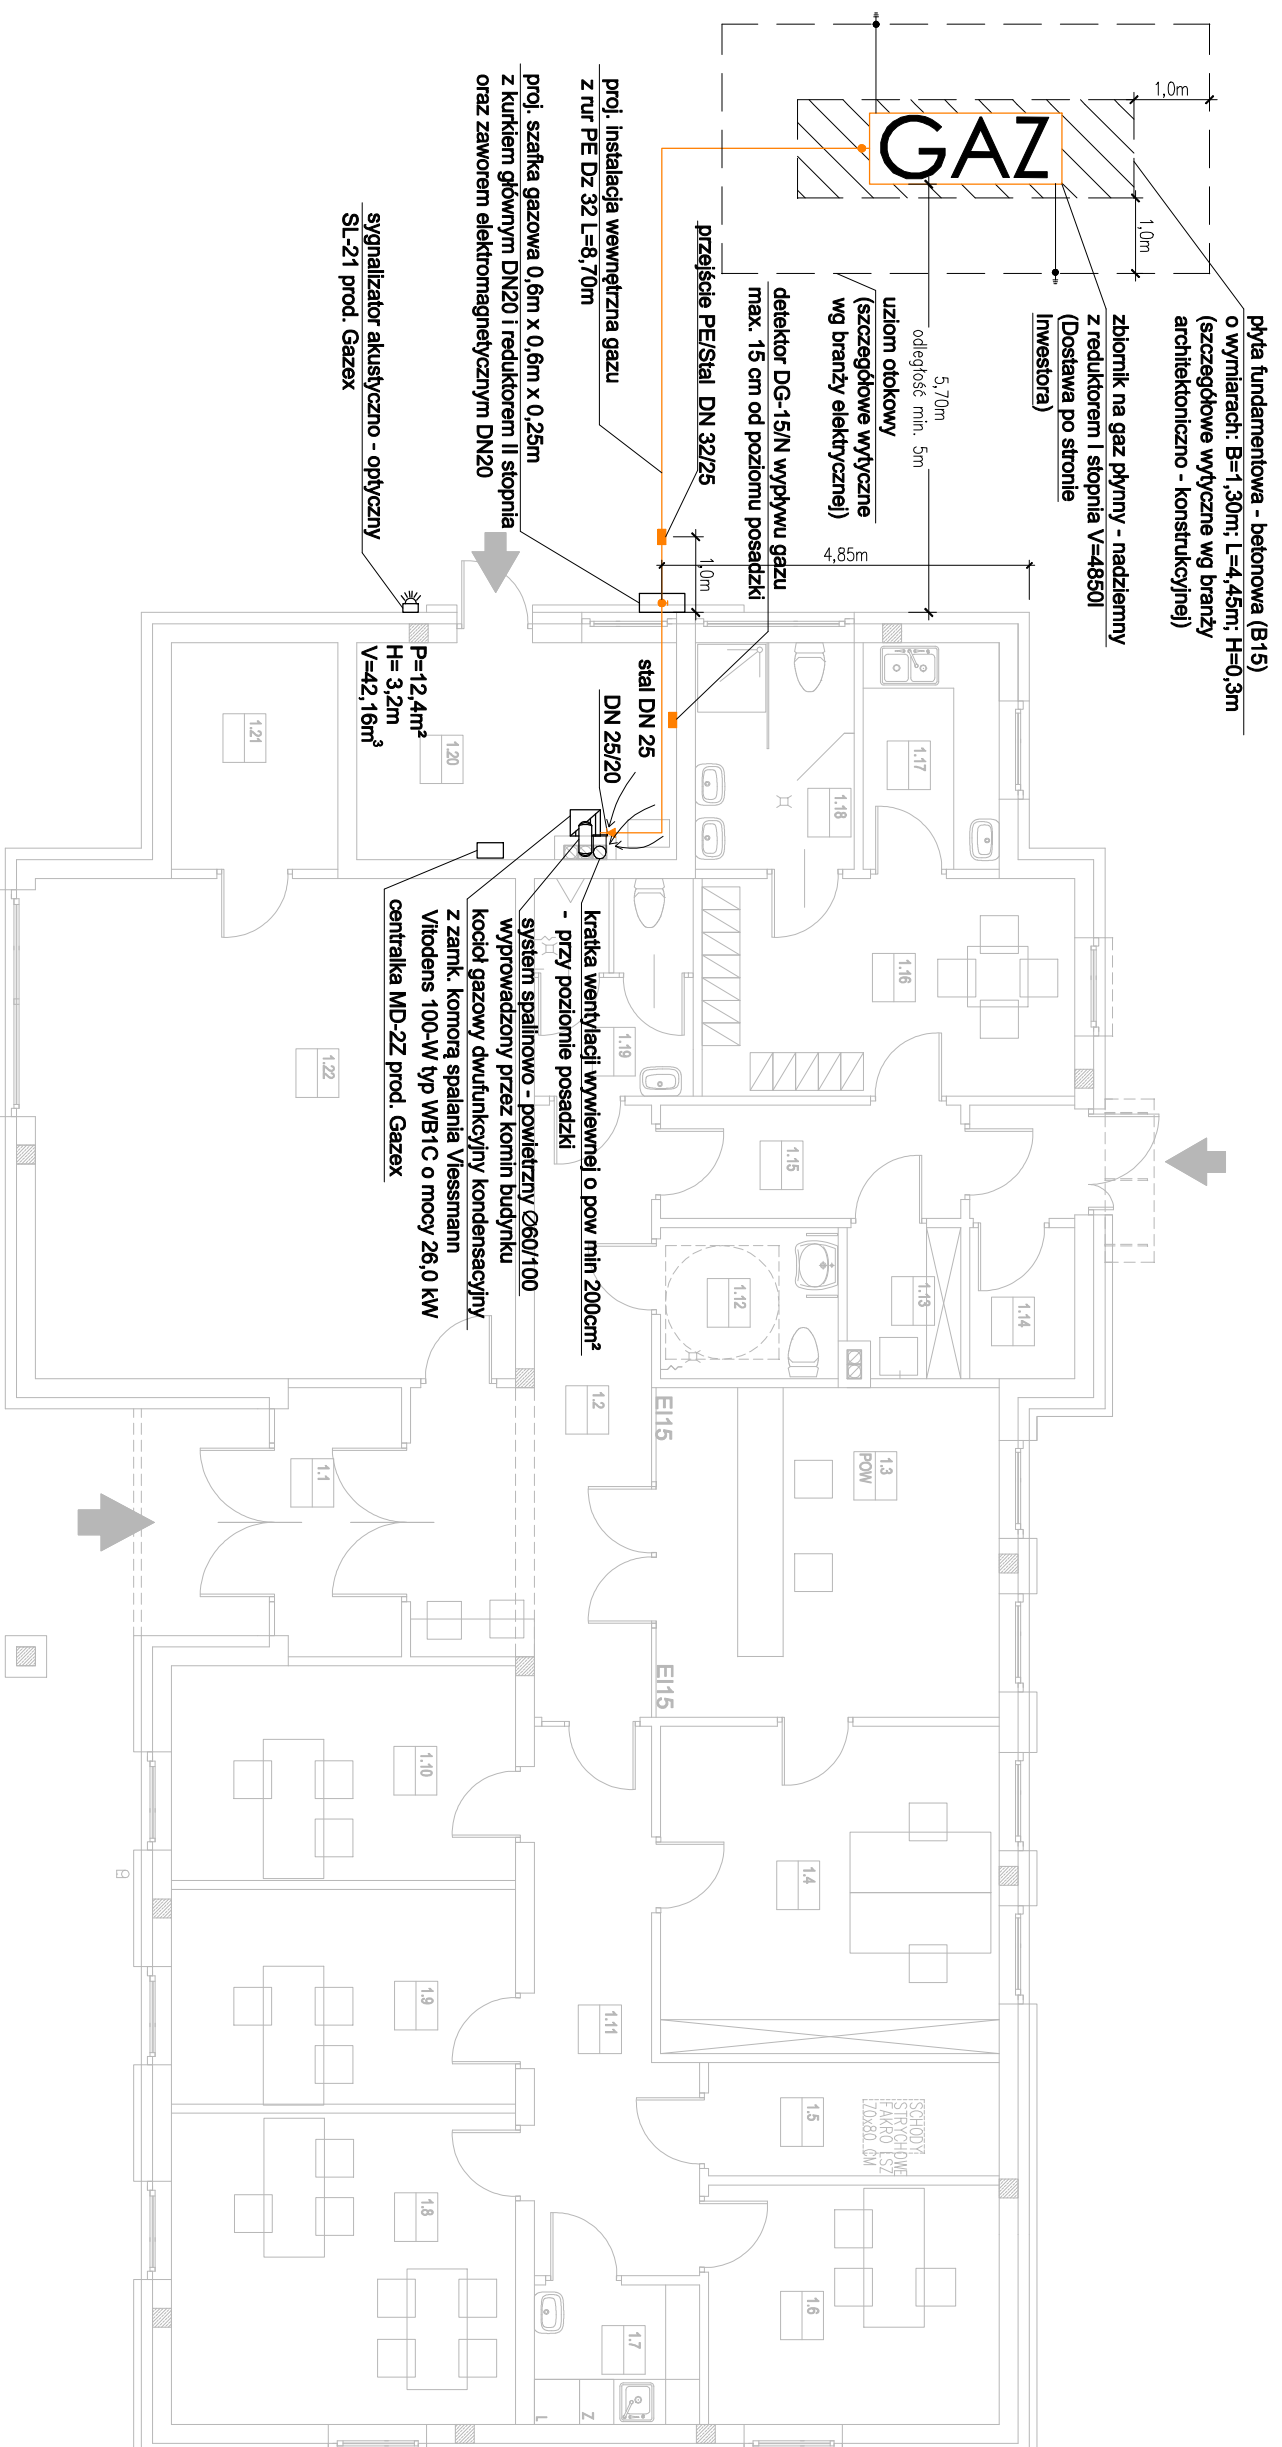 płyta fundamentowa - betonowa (B15)
o wymiarach: B=1,30m; L=4,45m; H=0,3m
(szczegółowe wytyczne wg branży
architektoniczno - konstrukcyjnej)
zbiornik na gaz płynny - nadziemny
z reduktorem I stopnia V=4850l
(Dostawa po stronie
Inwestora)
GAZ
1,0m
1,0m
5,70m
odległość min. 5m
uziom otokowy
(szczegółowe wytyczne
wg branży elektrycznej)
4,85m
detektor DG-15/N wypływu gazu
max. 15 cm od poziomu posadzki
przejście PE/Stal DN 32/25
1,0m
proj. instalacja wewnętrzna gazu
z rur PE Dz 32 L=8,70m
proj. szafka gazowa 0,6m x 0,6m x 0,25m
z kurkiem głównym DN20 i reduktorem II stopnia
oraz zaworem elektromagnetycznym DN20
sygnalizator akustyczno - optyczny
SL-21 prod. Gazex
stal DN 25
DN 25/20
P=12,4m²
H= 3,2m
V=42,16m³
kratka wentylacji wywiewnej o pow min 200cm²
- przy poziomie posadzki
system spalinowo - powietrzny Ø60/100
wyprowadzony przez komin budynku
kocioł gazowy dwufunkcyjny kondensacyjny
z zamk. komorą spalania Viessmann
Vitodens 100-W typ WB1C o mocy 26,0 kW
centralka MD-2Z prod. Gazex
1.17
1.18
1.20
1.21
1.16
1.19
1.22
1.15
1.14
1.13
1.12
1.2
EI15
1.3
POW
1.1
EI15
1.10
1.4
1.9
1.11
1.5
SCHODY
STRYCHOWE
FAKRO LSZ
70x80 CM
1.8
1.6
1.7
Z
L